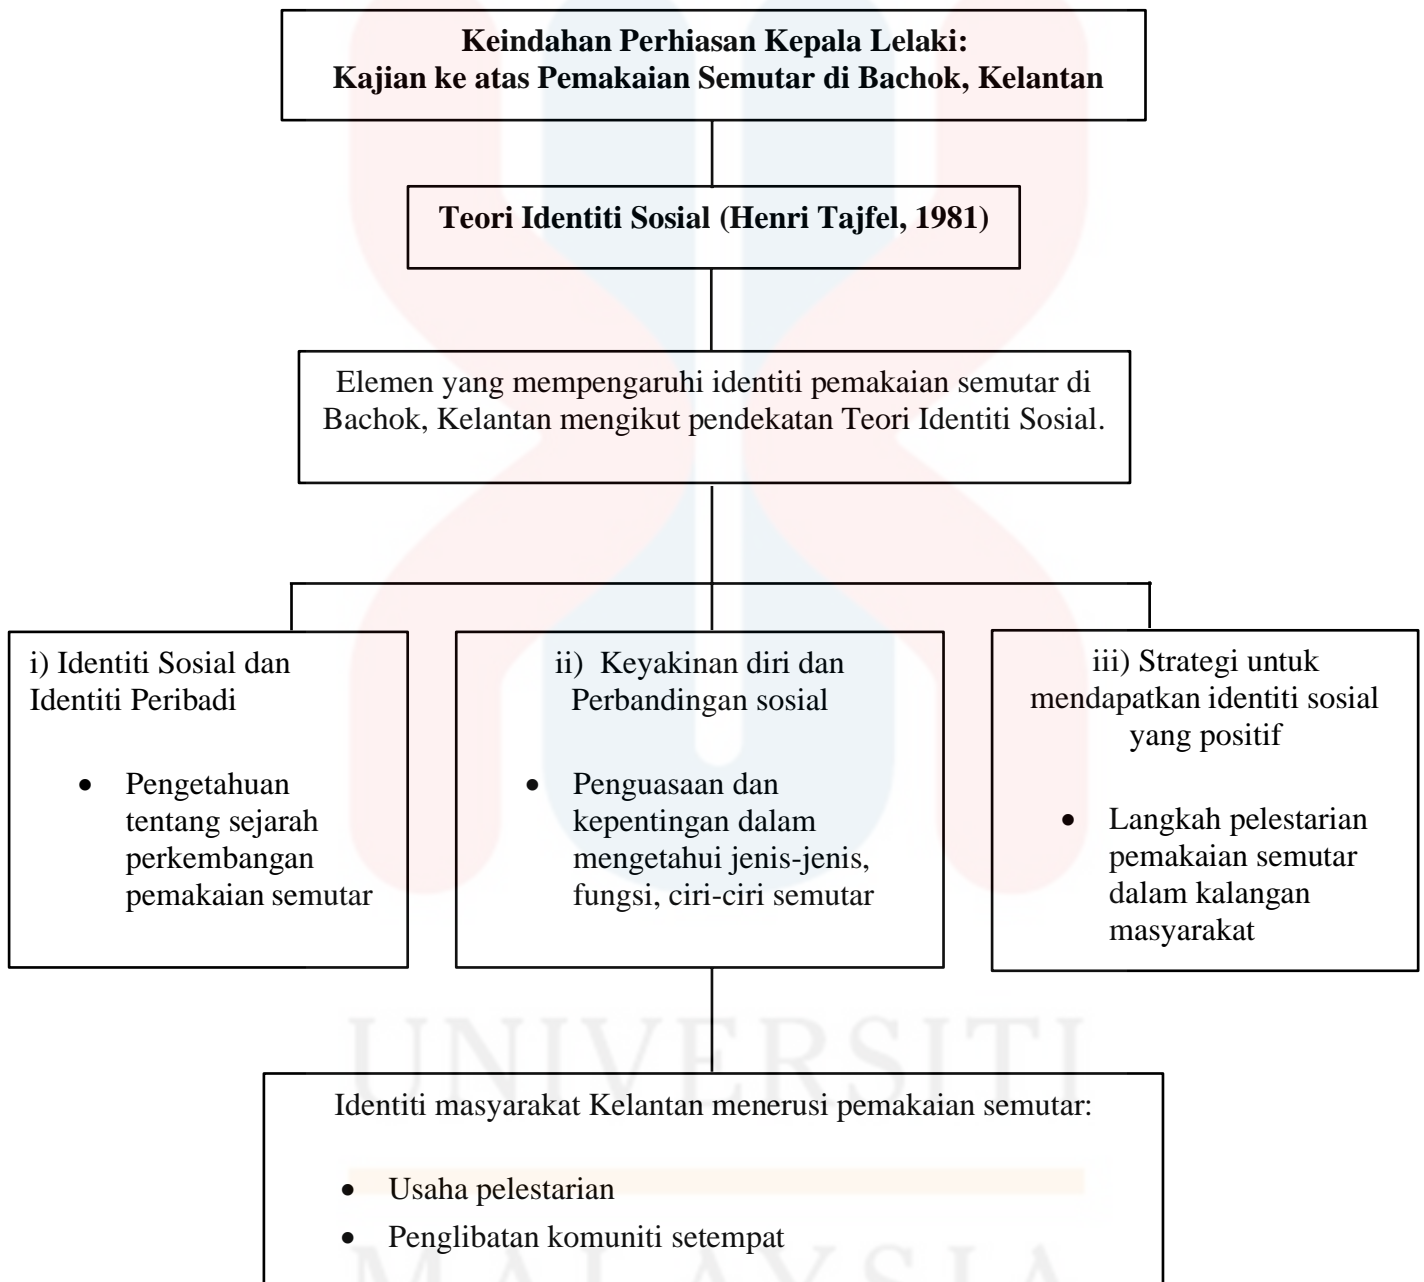 Keindahan Perhiasan Kepala Lelaki:
Kajian ke atas Pemakaian Semutar di Bachok, Kelantan
Teori Identiti Sosial (Henri Tajfel, 1981)
Elemen yang mempengaruhi identiti pemakaian semutar di
Bachok, Kelantan mengikut pendekatan Teori Identiti Sosial.
i) Identiti Sosial dan
Identiti Peribadi
• Pengetahuan
tentang sejarah
perkembangan
pemakaian semutar
ii) Keyakinan diri dan
Perbandingan sosial
• Penguasaan dan
kepentingan dalam
mengetahui jenis-jenis,
fungsi, ciri-ciri semutar
iii) Strategi untuk
mendapatkan identiti sosial
yang positif
• Langkah pelestarian
pemakaian semutar
dalam kalangan
masyarakat
UNIVERSITI
Identiti masyarakat Kelantan menerusi pemakaian semutar:
• Usaha pelestarian
• Penglibatan komuniti setempat
MALAYSIA